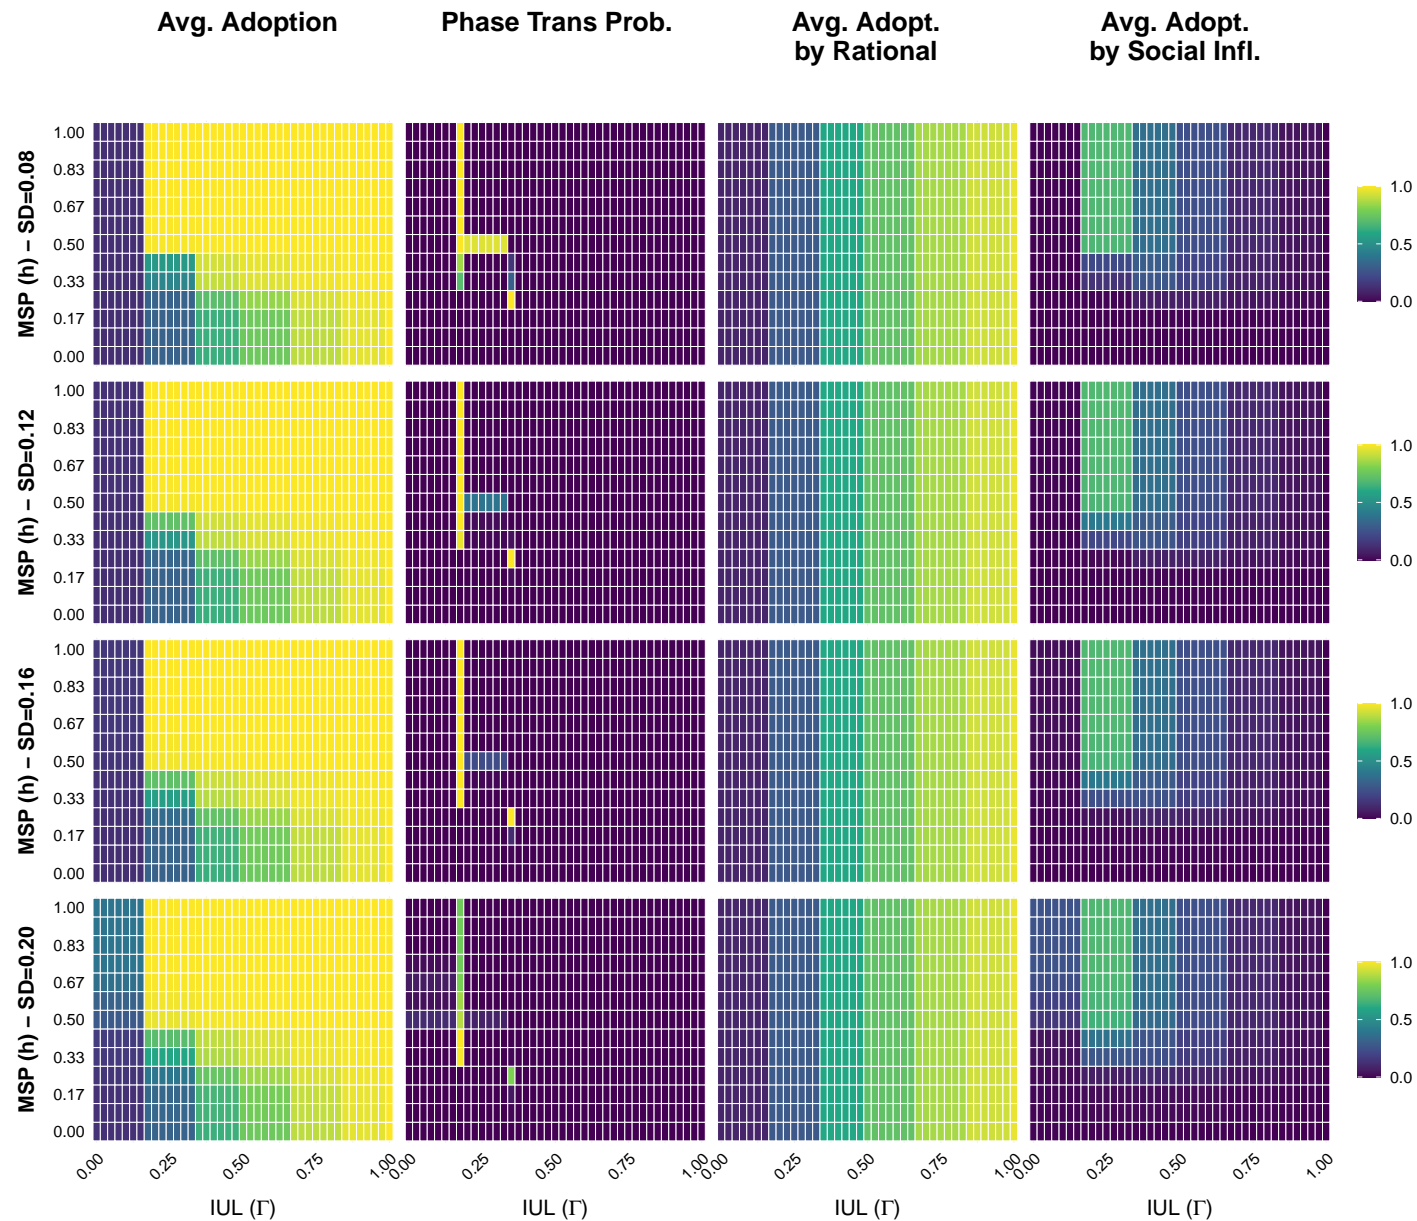 Avg. Adoption
Phase Trans Prob.
Avg. Adopt.
by Rational
Avg. Adopt.
by Social Infl.
MSP (h) − SD=0.08
1.00
0.83
0.67
0.50
0.33
0.17
0.00
1.0
0.5
0.0
MSP (h) − SD=0.12
1.00
0.83
0.67
0.50
0.33
0.17
0.00
1.0
0.5
0.0
MSP (h) − SD=0.16
1.00
0.83
0.67
0.50
0.33
0.17
0.00
1.0
0.5
0.0
MSP (h) − SD=0.20
1.00
0.83
0.67
0.50
0.33
0.17
0.00
1.0
0.5
0.0
0.00 0.25 0.50 0.75 1.00
0.00 0.25 0.50 0.75 1.00
0.00 0.25 0.50 0.75 1.00
0.00 0.25 0.50 0.75 1.00
IUL (Γ)
IUL (Γ)
IUL (Γ)
IUL (Γ)